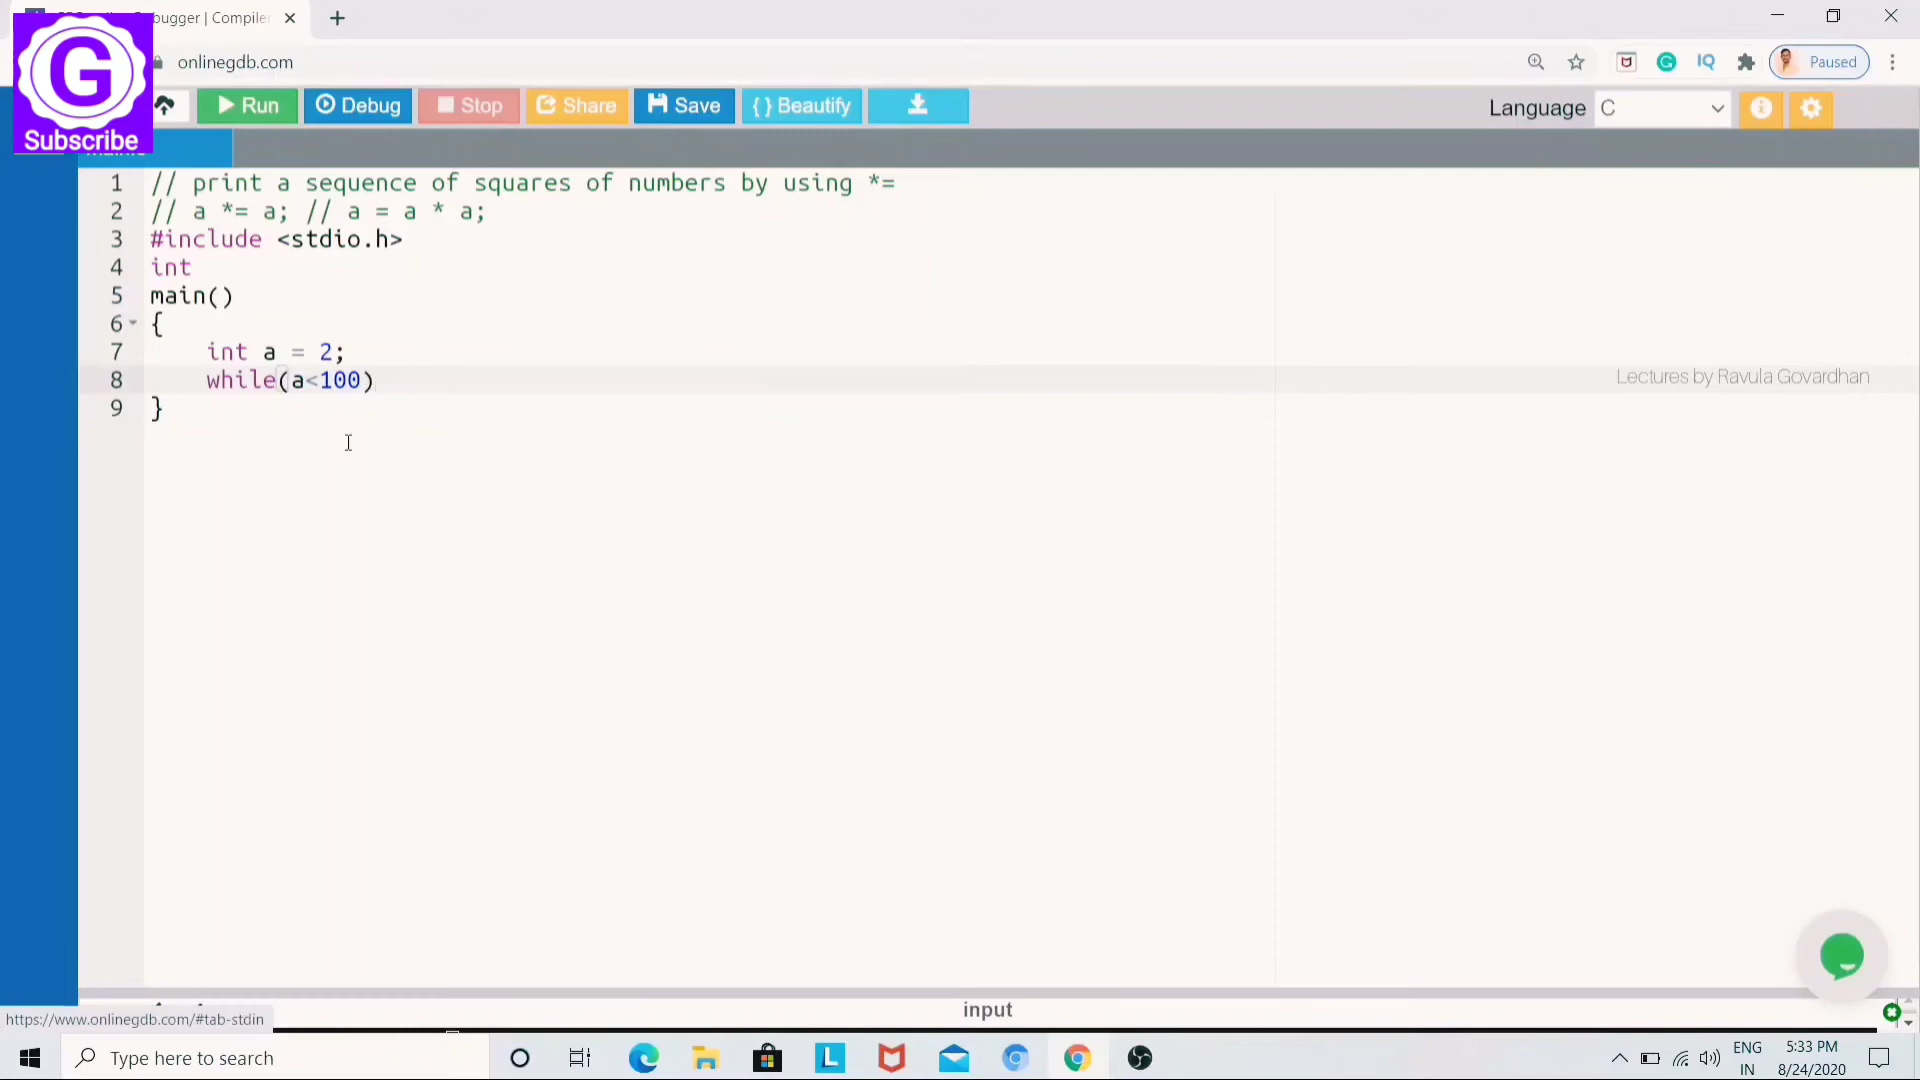 bugger | Compiler
onlinegdb.com
Paused
G
Subscribe
Run Debug Stop Share Save { } Beautify
Language C
1 // print a sequence of squares of numbers by using *=
2 // a *= a; // a = a * a;
3 #include <stdio.h>
4 int
5 main()
6 {
7 int a = 2;
8 while(a<100)
9 }
Lectures by Ravula Govardhan
input
https://www.onlinegdb.com/#tab-stdin
Type here to search
L
ENG
IN
5:33 PM
8/24/2020
IQ